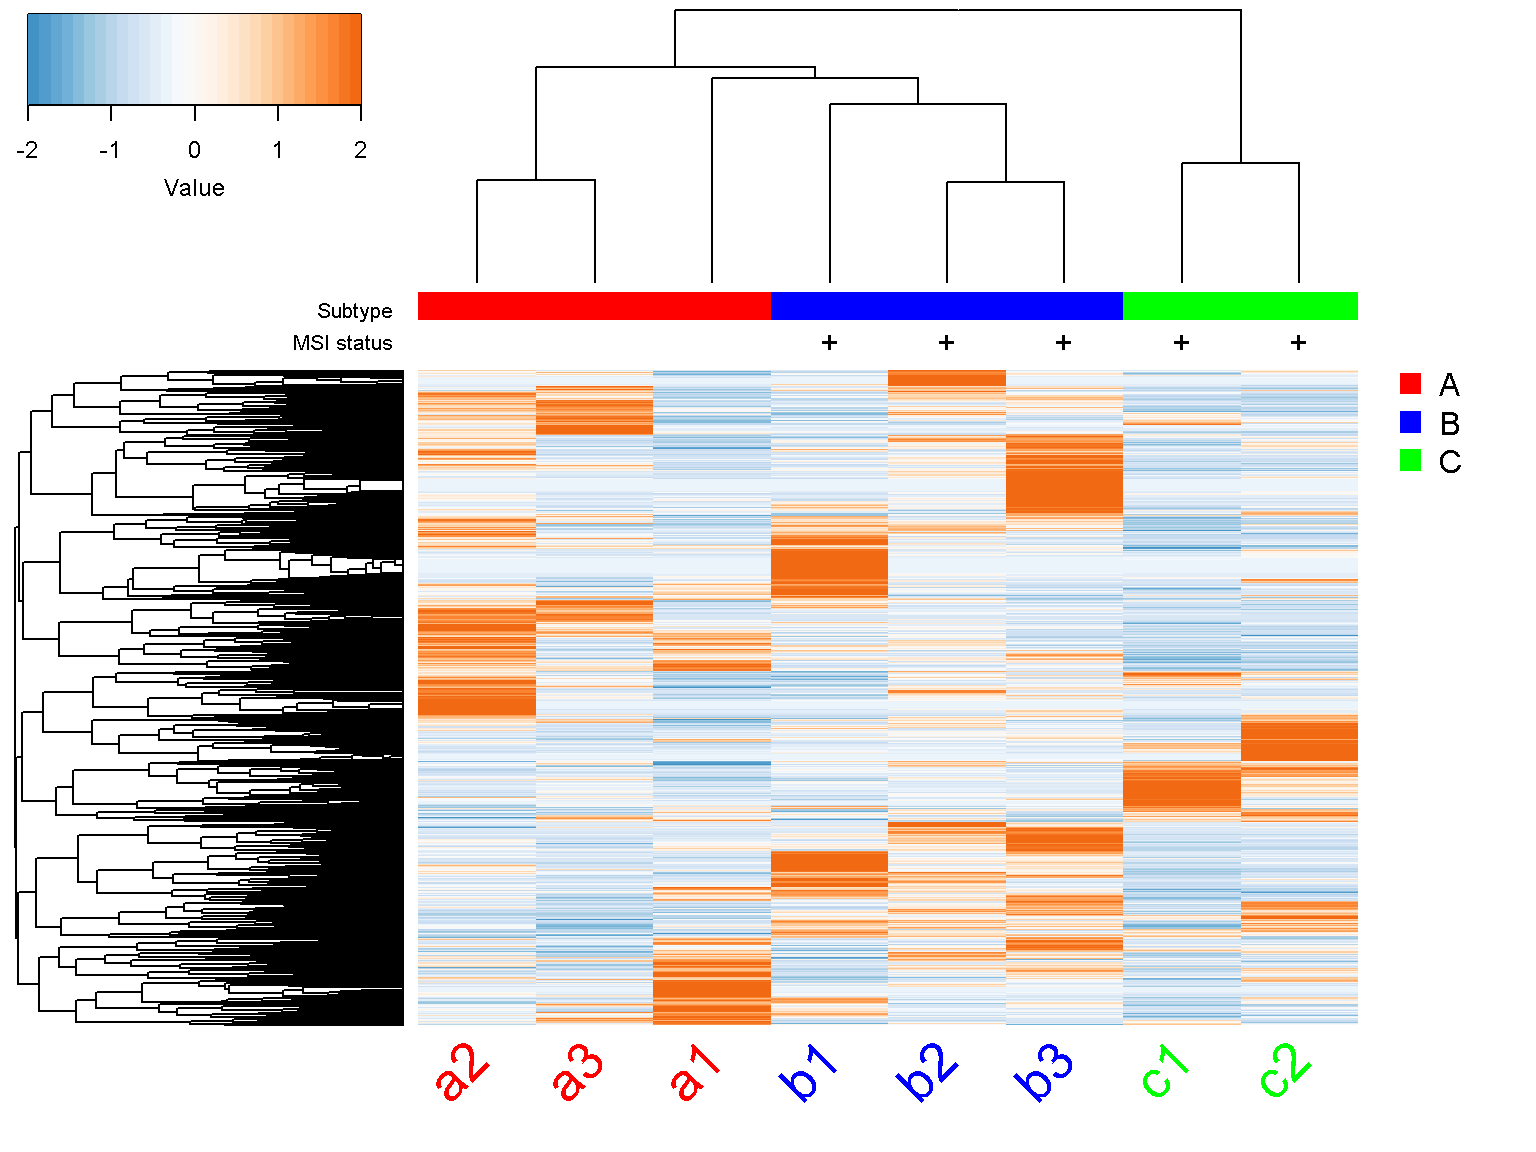 -2 -1 0 1 2
Value
Subtype
MSI status + + + + +
A
B
C
a2 a3 a1 b1 b2 b3 c1 c2